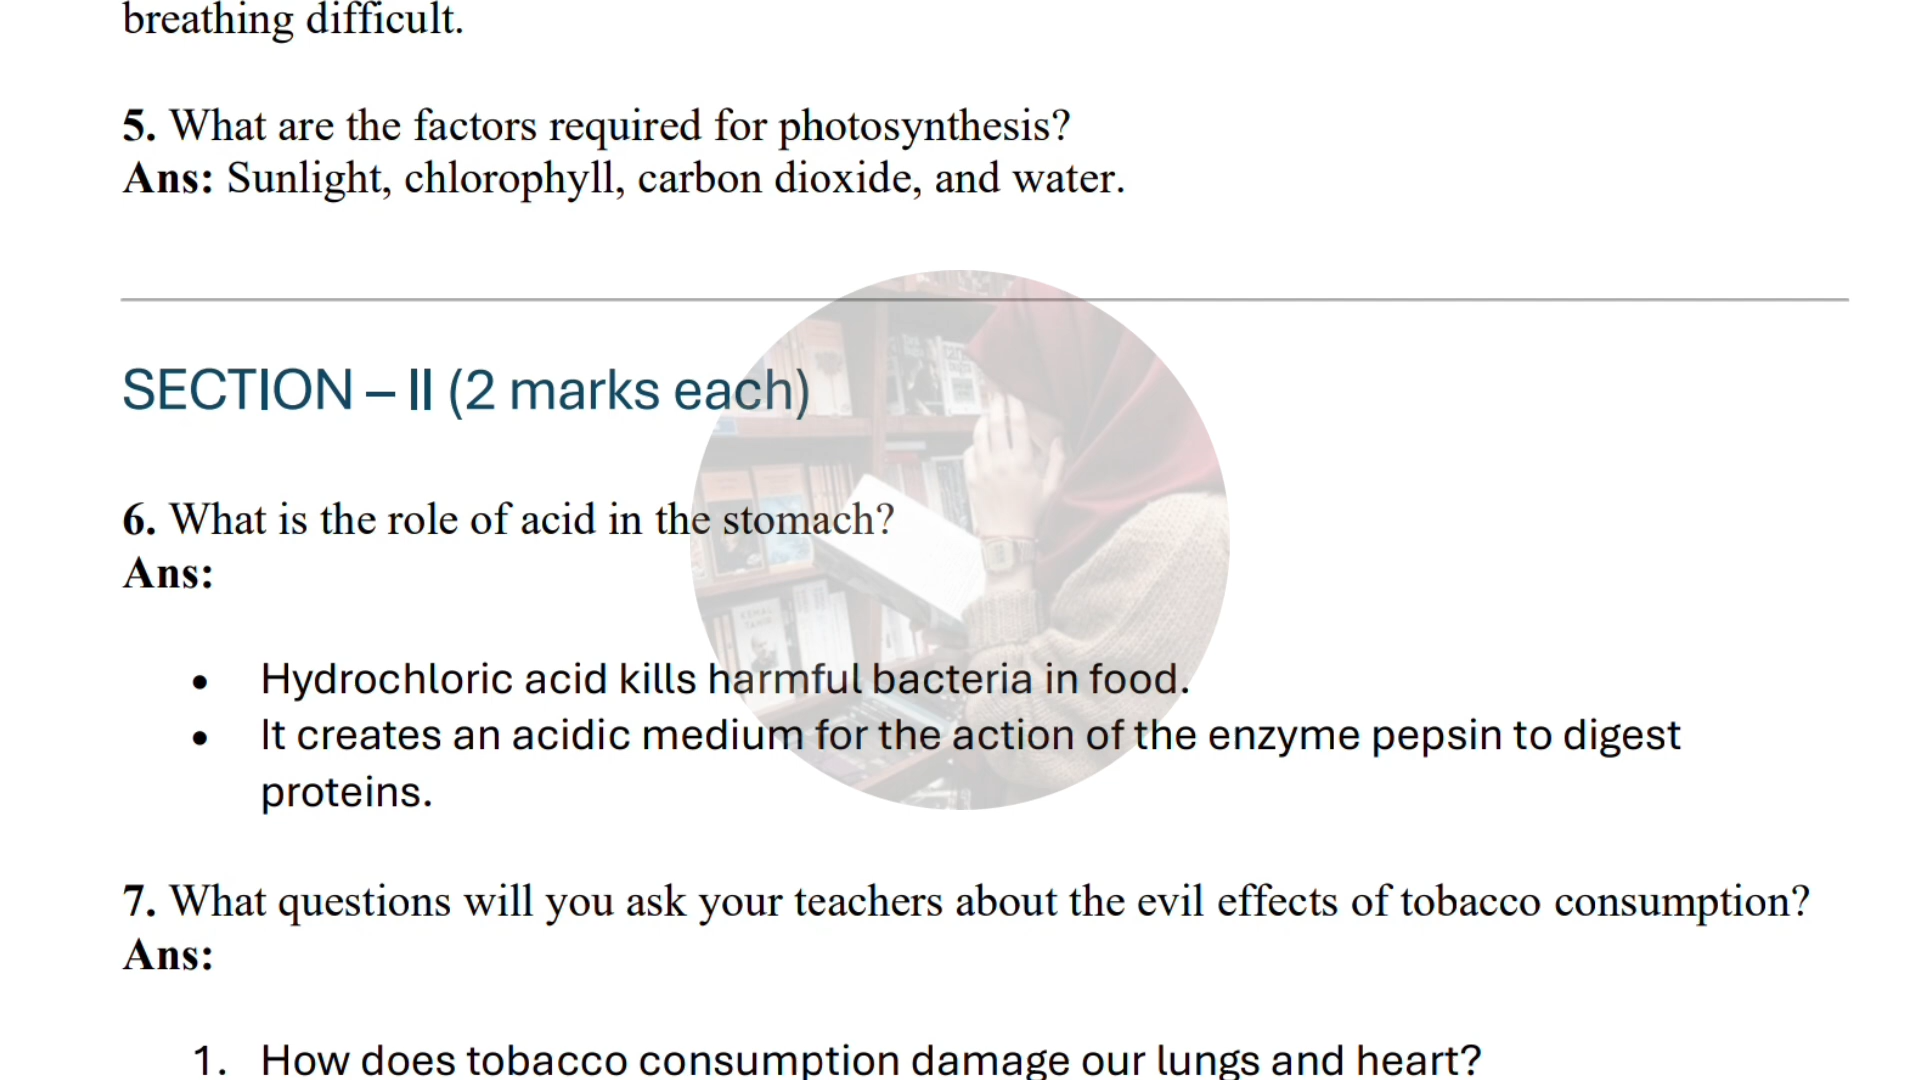 breathing difficult.
5. What are the factors required for photosynthesis?
Ans: Sunlight, chlorophyll, carbon dioxide, and water.
SECTION – II (2 marks each)
6. What is the role of acid in the stomach?
Ans:
• Hydrochloric acid kills harmful bacteria in food.
• It creates an acidic medium for the action of the enzyme pepsin to digest
proteins.
7. What questions will you ask your teachers about the evil effects of tobacco consumption?
Ans:
1. How does tobacco consumption damage our lungs and heart?